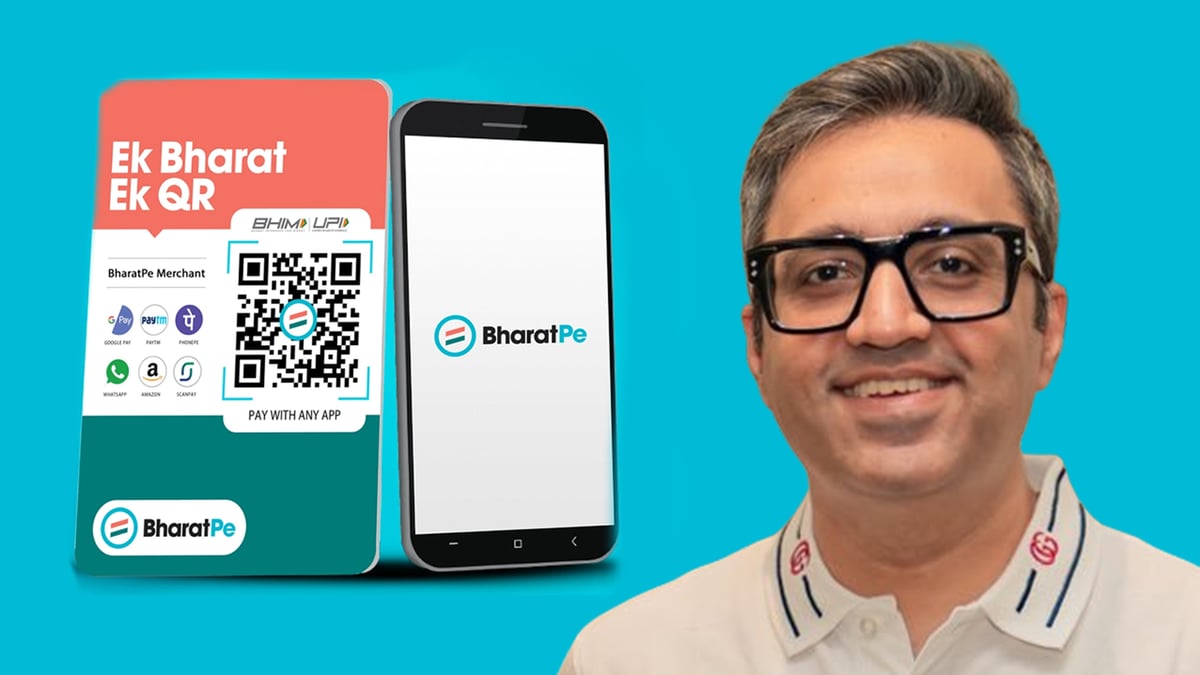 Ek Bharat
Ek QR
BHIM UPI
BharatPe Merchant
G Pay
Paytm
GOOGLE PAY
PAYTM
PHONEPE
WHATSAPP
AMAZON
SCANPAY
PAY WITH ANY APP
BharatPe
BharatPe